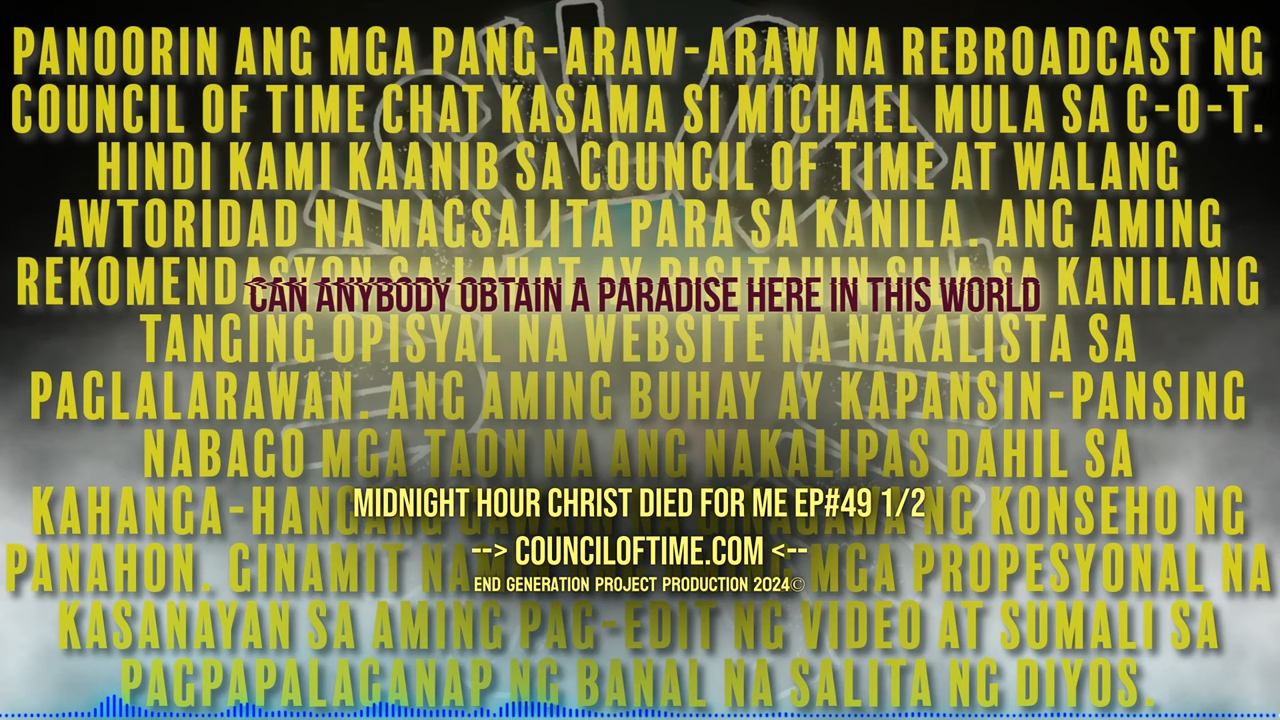 PANOORIN ANG MGA PANG-ARAW-ARAW NA REBROADCAST NG
COUNCIL OF TIME CHAT KASAMA SI MICHAEL MULA SA C-O-T.
HINDI KAMI KAANIB SA COUNCIL OF TIME AT WALANG
AWTORIDAD NA MAGSALITA PARA SA KANILA. ANG AMING
REKOMENDASYON SA LAHAT AY BISITAHIN SILA SA KANILANG
CAN ANYBODY OBTAIN A PARADISE HERE IN THIS WORLD
TANGING OPISYAL NA WEBSITE NA NAKALISTA SA
PAGLALARAWAN. ANG AMING BUHAY AY KAPANSIN-PANSING
NABAGO MGA TAON NA ANG NAKALIPAS DAHIL SA
KAHANGA-HANGANG NG KONSEHO NG
MIDNIGHT HOUR CHRIST DIED FOR ME EP#49 1/2
--> COUNCILOFTIME.COM <--
PANAHON. GINAMIT MGA PROPESYONAL NA
END GENERATION PROJECT PRODUCTION 2024©
KASANAYAN SA AMING PAG-EDIT NG VIDEO AT SUMALI SA
PAGPAPALAGANAP NG BANAL NA SALITA NG DIYOS.